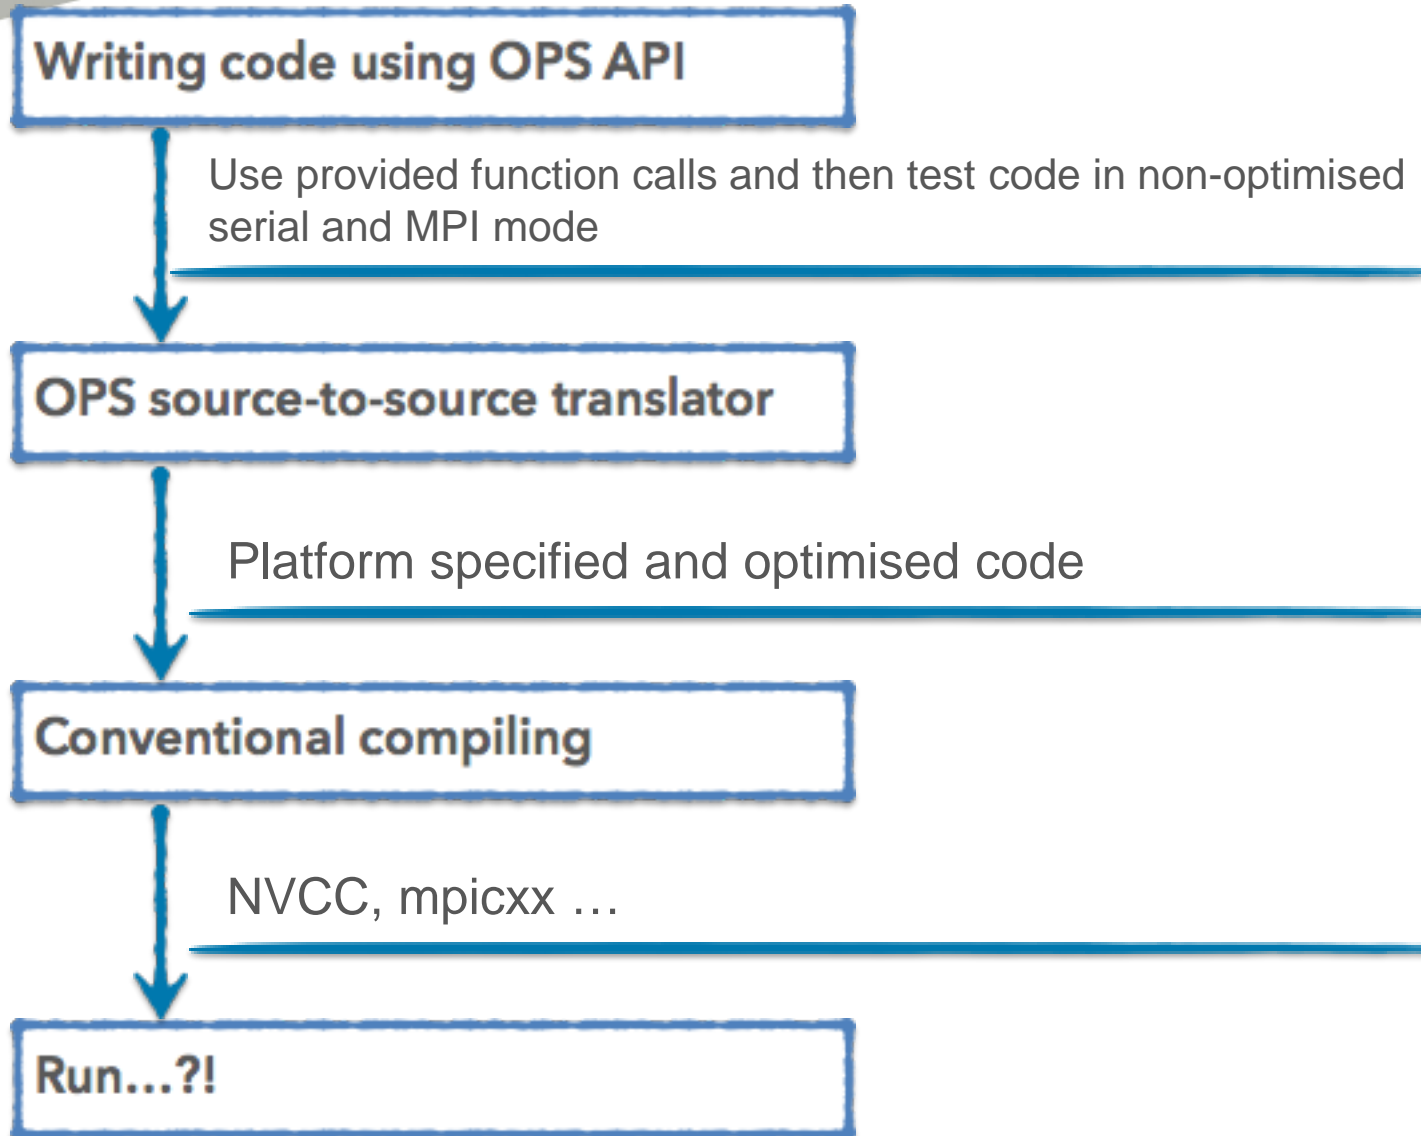 Writing code using OPS API
Use provided function calls and then test code in non-optimised
serial and MPI mode
OPS source-to-source translator
Platform specified and optimised code
Conventional compiling
NVCC, mpicxx …
Run...?!